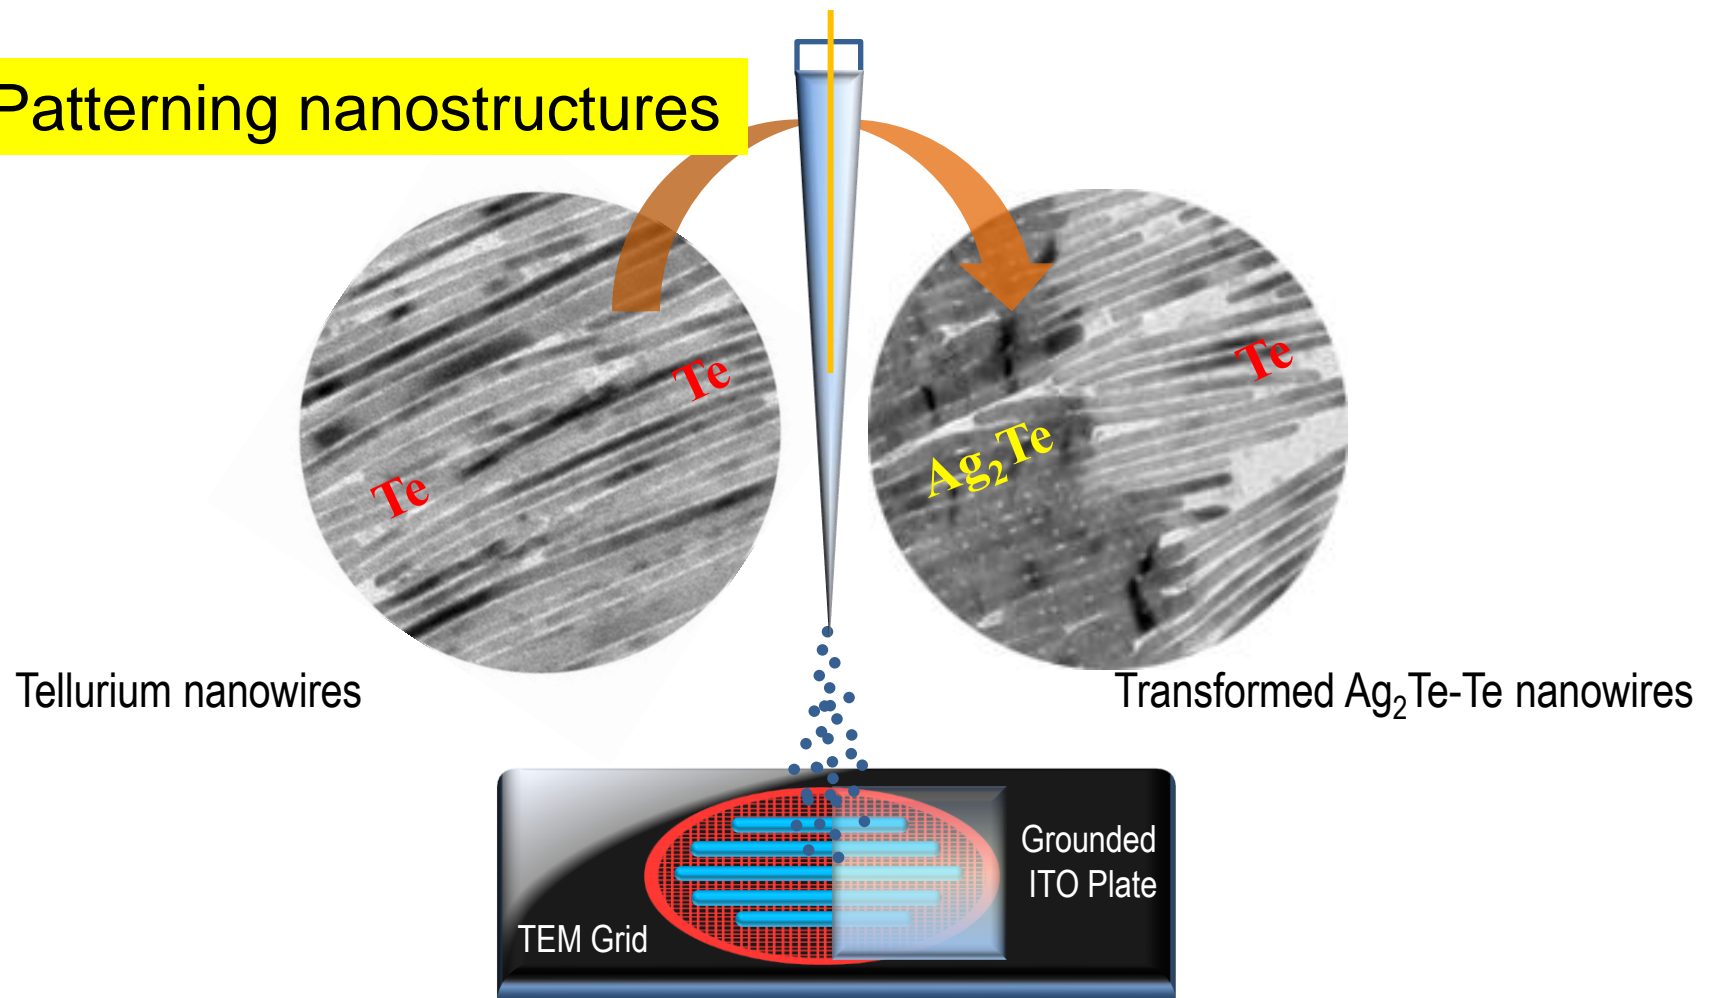 Patterning nanostructures
Te
Te
Te
Ag₂Te
Tellurium nanowires
Transformed Ag₂Te-Te nanowires
Grounded
ITO Plate
TEM Grid